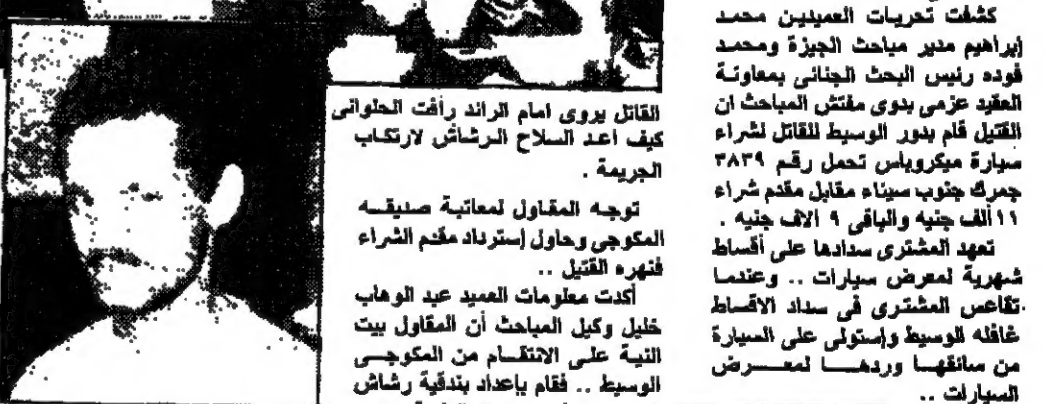 كشفت تحريات العميدين محمد
إبراهيم مدير مباحث الجيزة ومحمد
فوده رئيس البحث الجنائى بمعاونة
العقيد عزمى بدوى مفتش المباحث ان
القتيل قام بدور الوسيط للقاتل لشراء
سيارة ميكروباس تحمل رقم ٣٨٣٩
جمرك جنوب سيناء مقابل مقدم شراء
١١ ألف جنيه والباقى ٩ الاف جنيه .
تعهد المشترى سدادها على أقساط
شهرية لمعرض سيارات .. وعندما
تقاعس المشترى فى سداد الاقساط
غافله الوسيط وإستولى على السيارة
من سائقها وردها لمعرض
السيارات ..
القاتل يروى امام الرائد رأفت الحلوانى
كيف اعد السلاح الرشاش لارتكاب
الجريمة .
توجه المقاول لمعاتبة صديقه
المكوجى وحاول إسترداد مقدم الشراء
فنهره القتيل ..
أكدت معلومات العميد عبد الوهاب
خليل وكيل المباحث أن المقاول بيت
النية على الانتقام من المكوجى
الوسيط .. فقام بإعداد بندقية رشاش